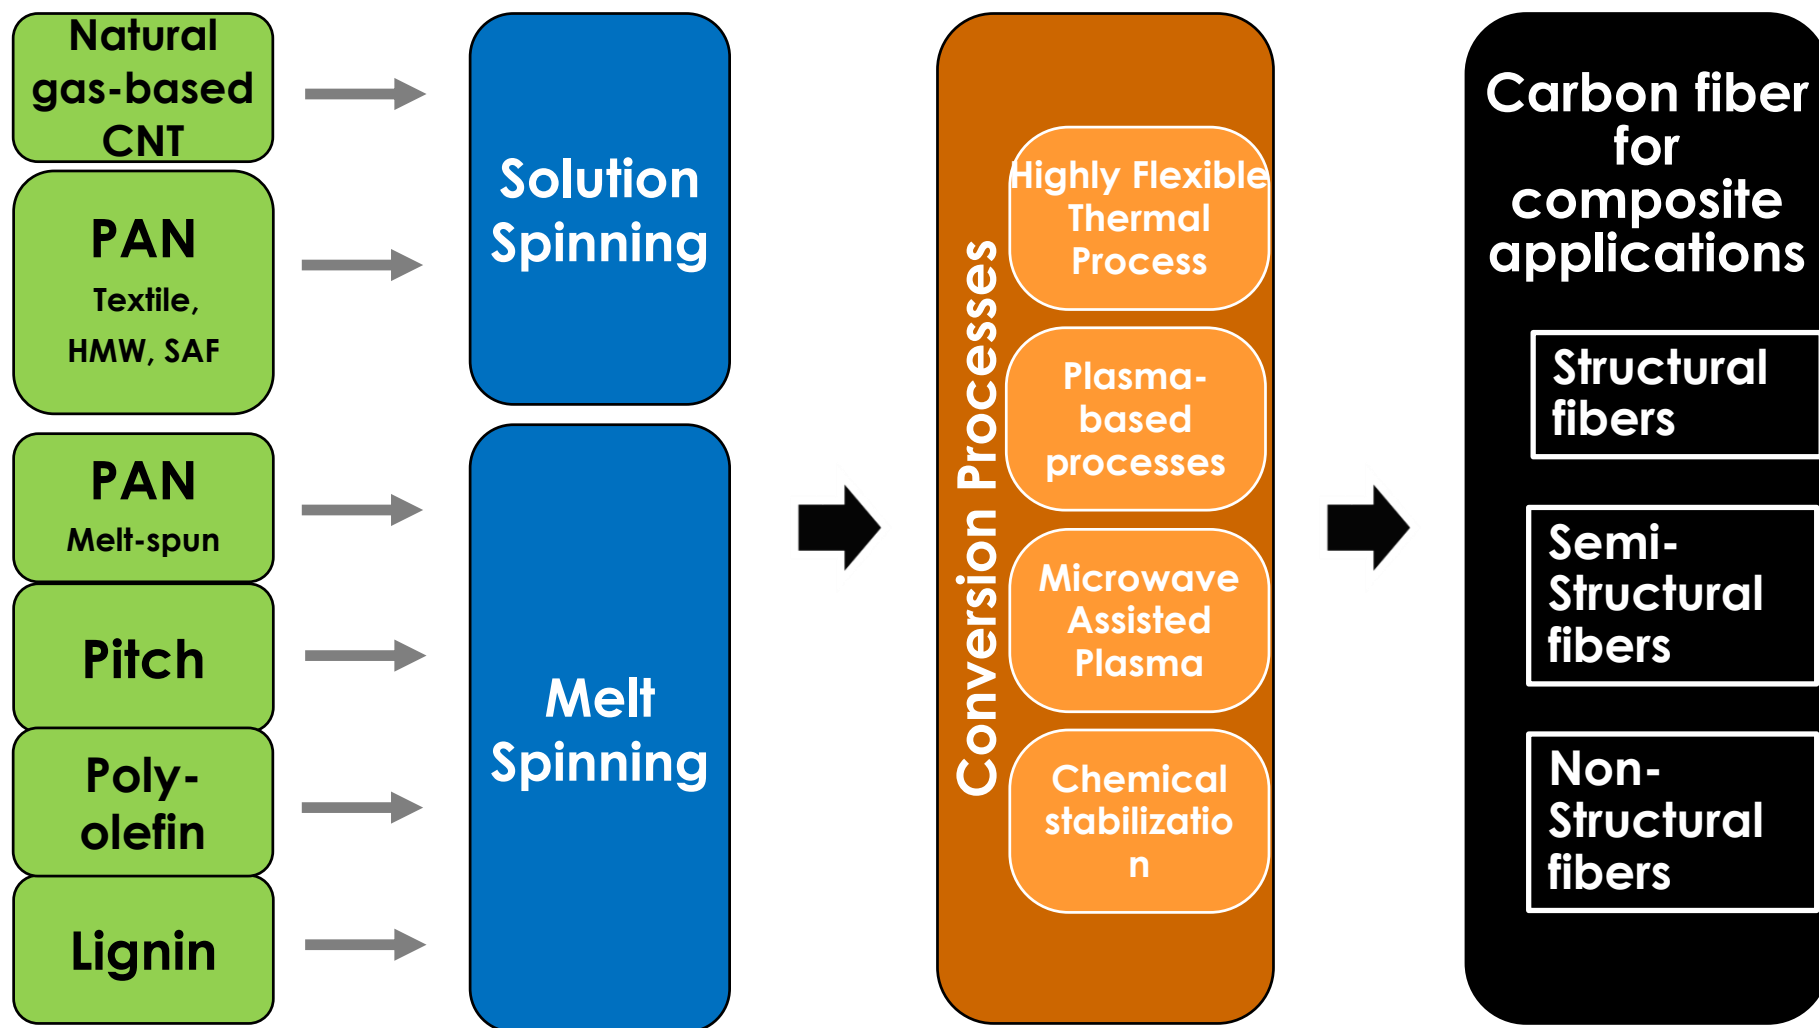 Natural
gas-based
CNT
PAN
Textile,
HMW, SAF
PAN
Melt-spun
Pitch
Poly-
olefin
Lignin
Solution
Spinning
Melt
Spinning
Conversion Processes
Highly Flexible
Thermal
Process
Plasma-
based
processes
Microwave
Assisted
Plasma
Chemical
stabilizatio
n
Carbon fiber
for
composite
applications
Structural
fibers
Semi-
Structural
fibers
Non-
Structural
fibers